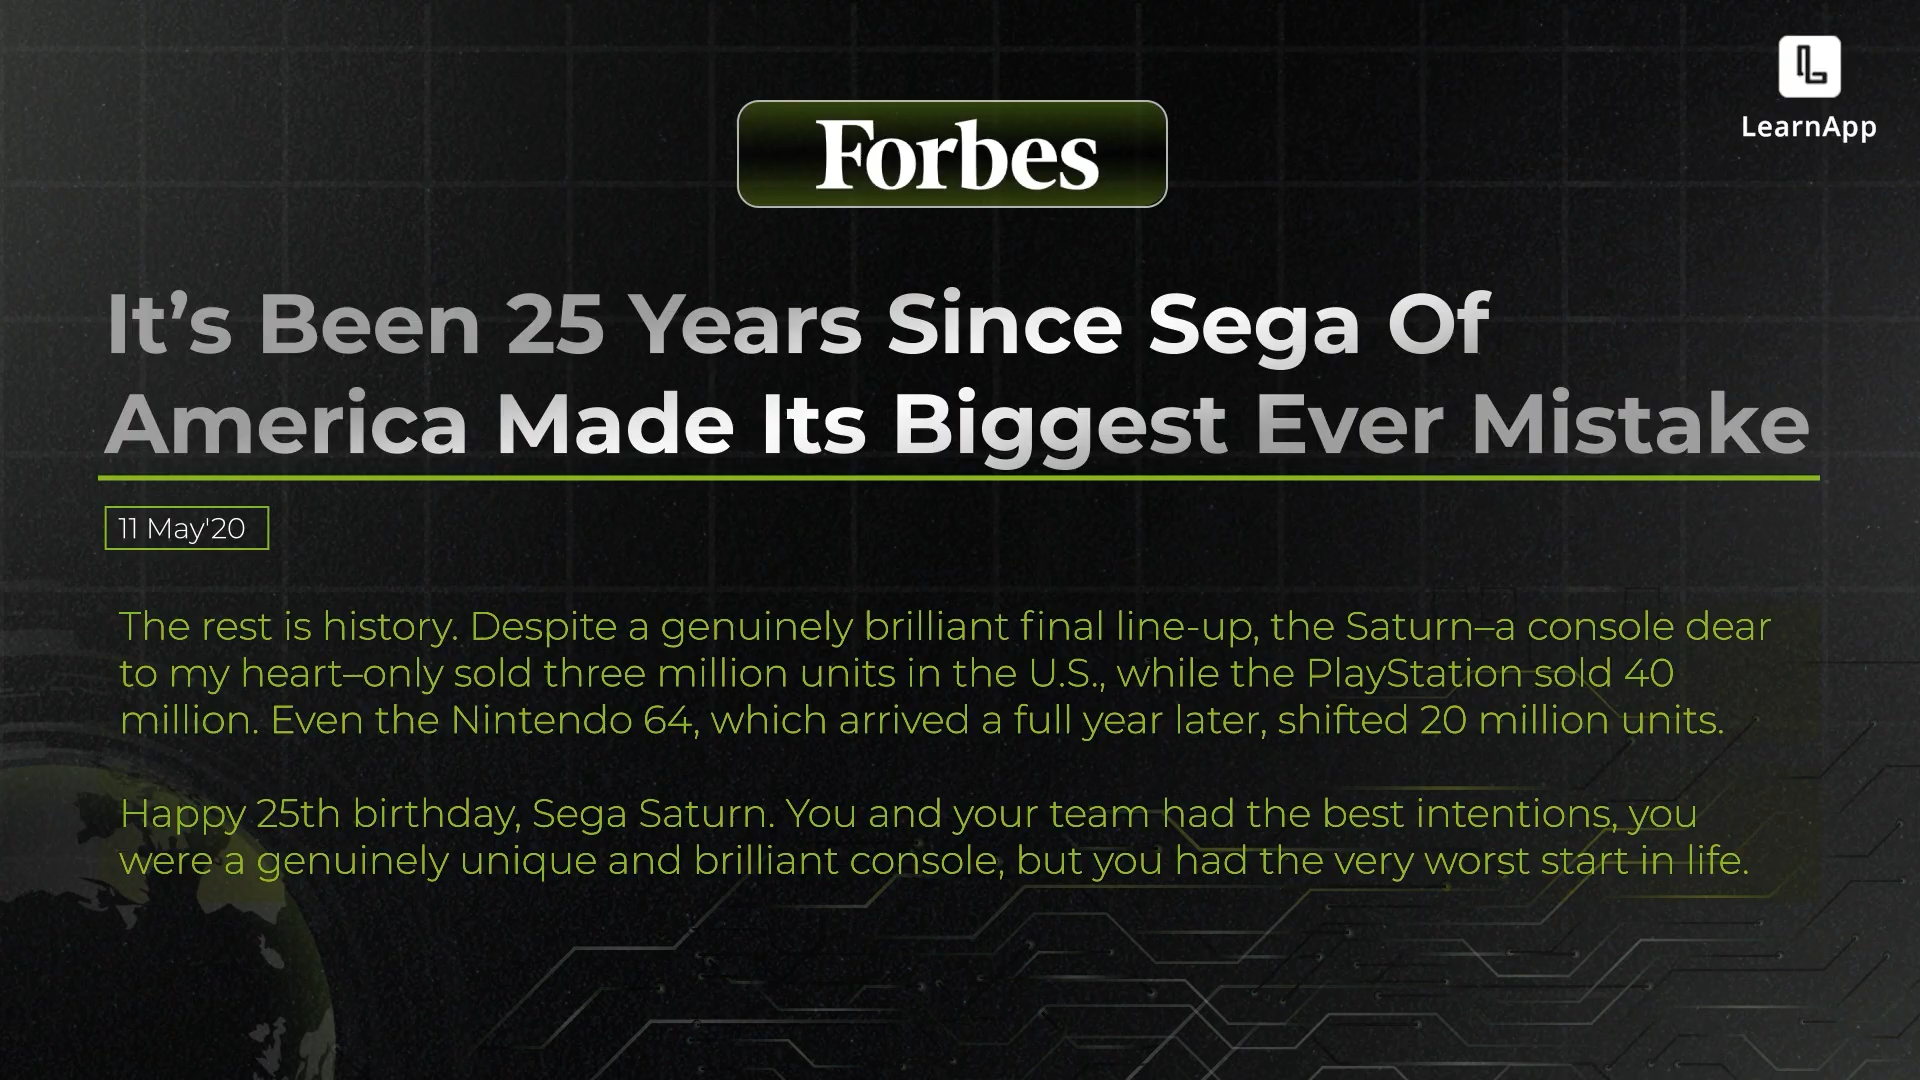 LearnApp
Forbes
It’s Been 25 Years Since Sega Of
America Made Its Biggest Ever Mistake
11 May'20
The rest is history. Despite a genuinely brilliant final line-up, the Saturn–a console dear
to my heart–only sold three million units in the U.S., while the PlayStation sold 40
million. Even the Nintendo 64, which arrived a full year later, shifted 20 million units.
Happy 25th birthday, Sega Saturn. You and your team had the best intentions, you
were a genuinely unique and brilliant console, but you had the very worst start in life.